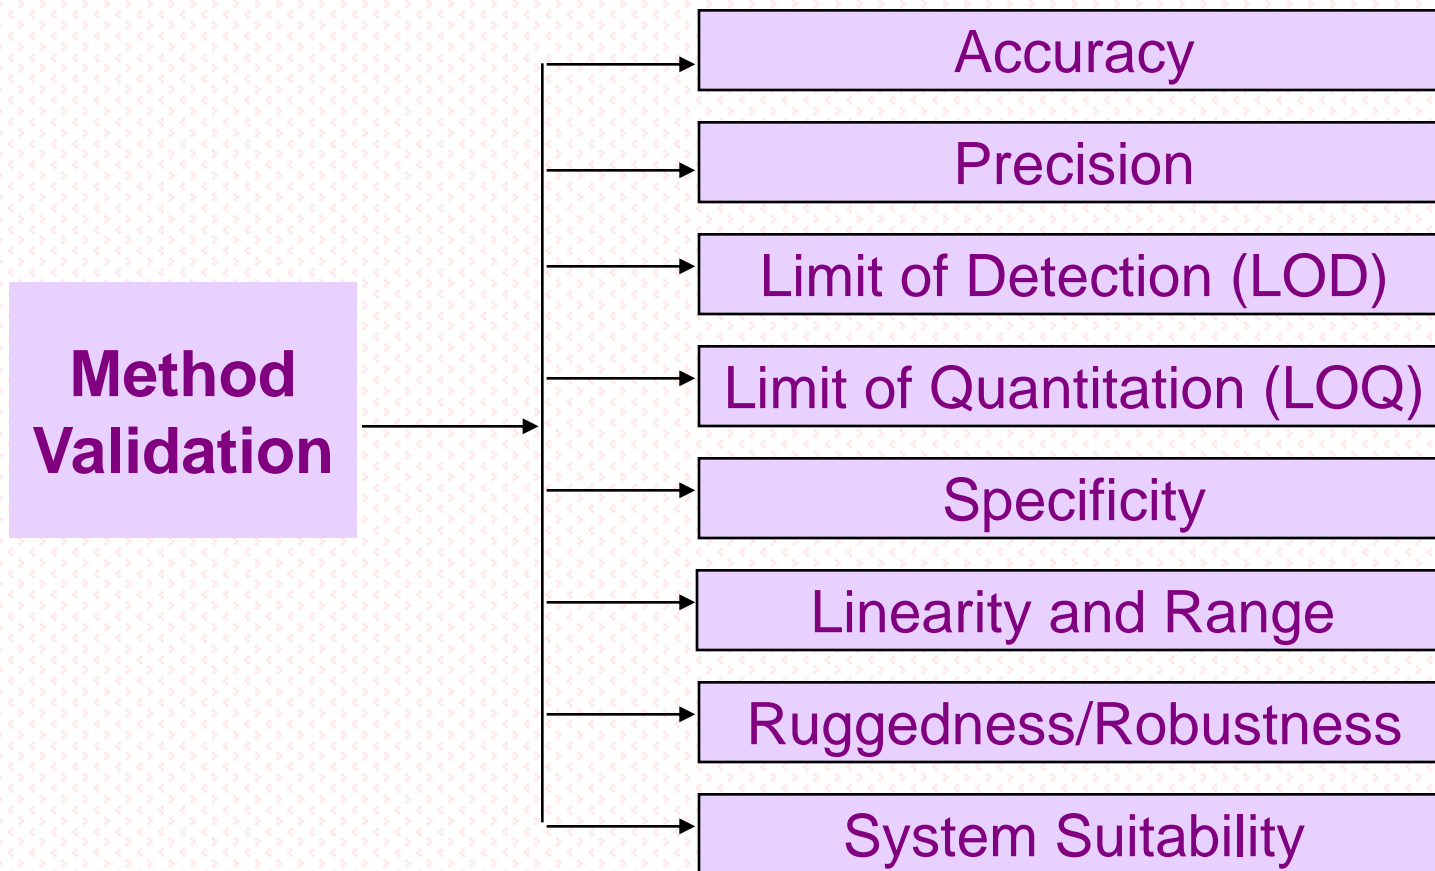 Method
Validation
Accuracy
Precision
Limit of Detection (LOD)
Limit of Quantitation (LOQ)
Specificity
Linearity and Range
Ruggedness/Robustness
System Suitability